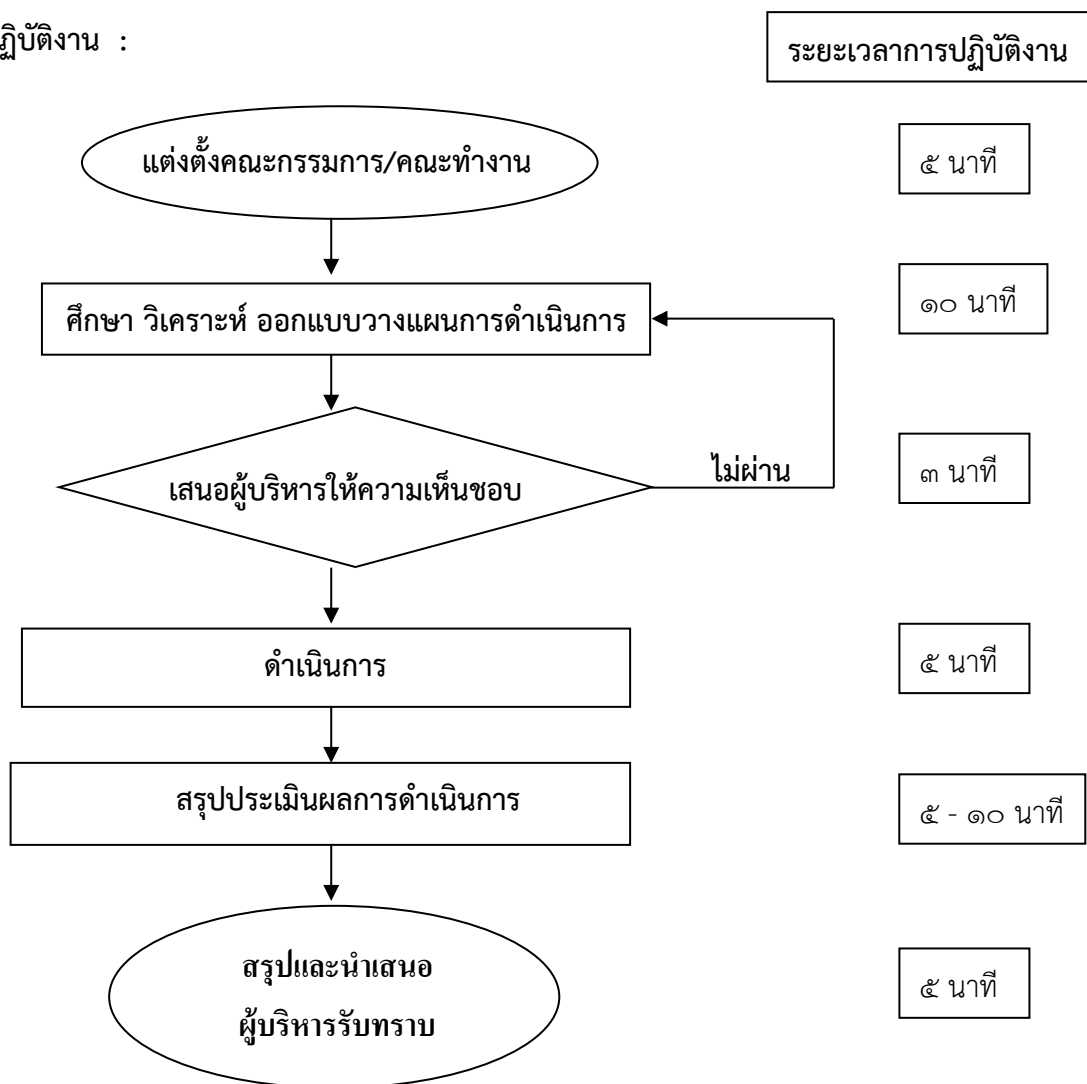 ฏิบัติงาน :
ระยะเวลาการปฏิบัติงาน
แต่งตั้งคณะกรรมการ/คณะทำงาน
๕ นาที
ศึกษา วิเคราะห์ ออกแบบวางแผนการดำเนินการ
๑๐ นาที
เสนอผู้บริหารให้ความเห็นชอบ
ไม่ผ่าน
๓ นาที
ดำเนินการ
๕ นาที
สรุปประเมินผลการดำเนินการ
๕ - ๑๐ นาที
สรุปและนำเสนอ
ผู้บริหารรับทราบ
๕ นาที